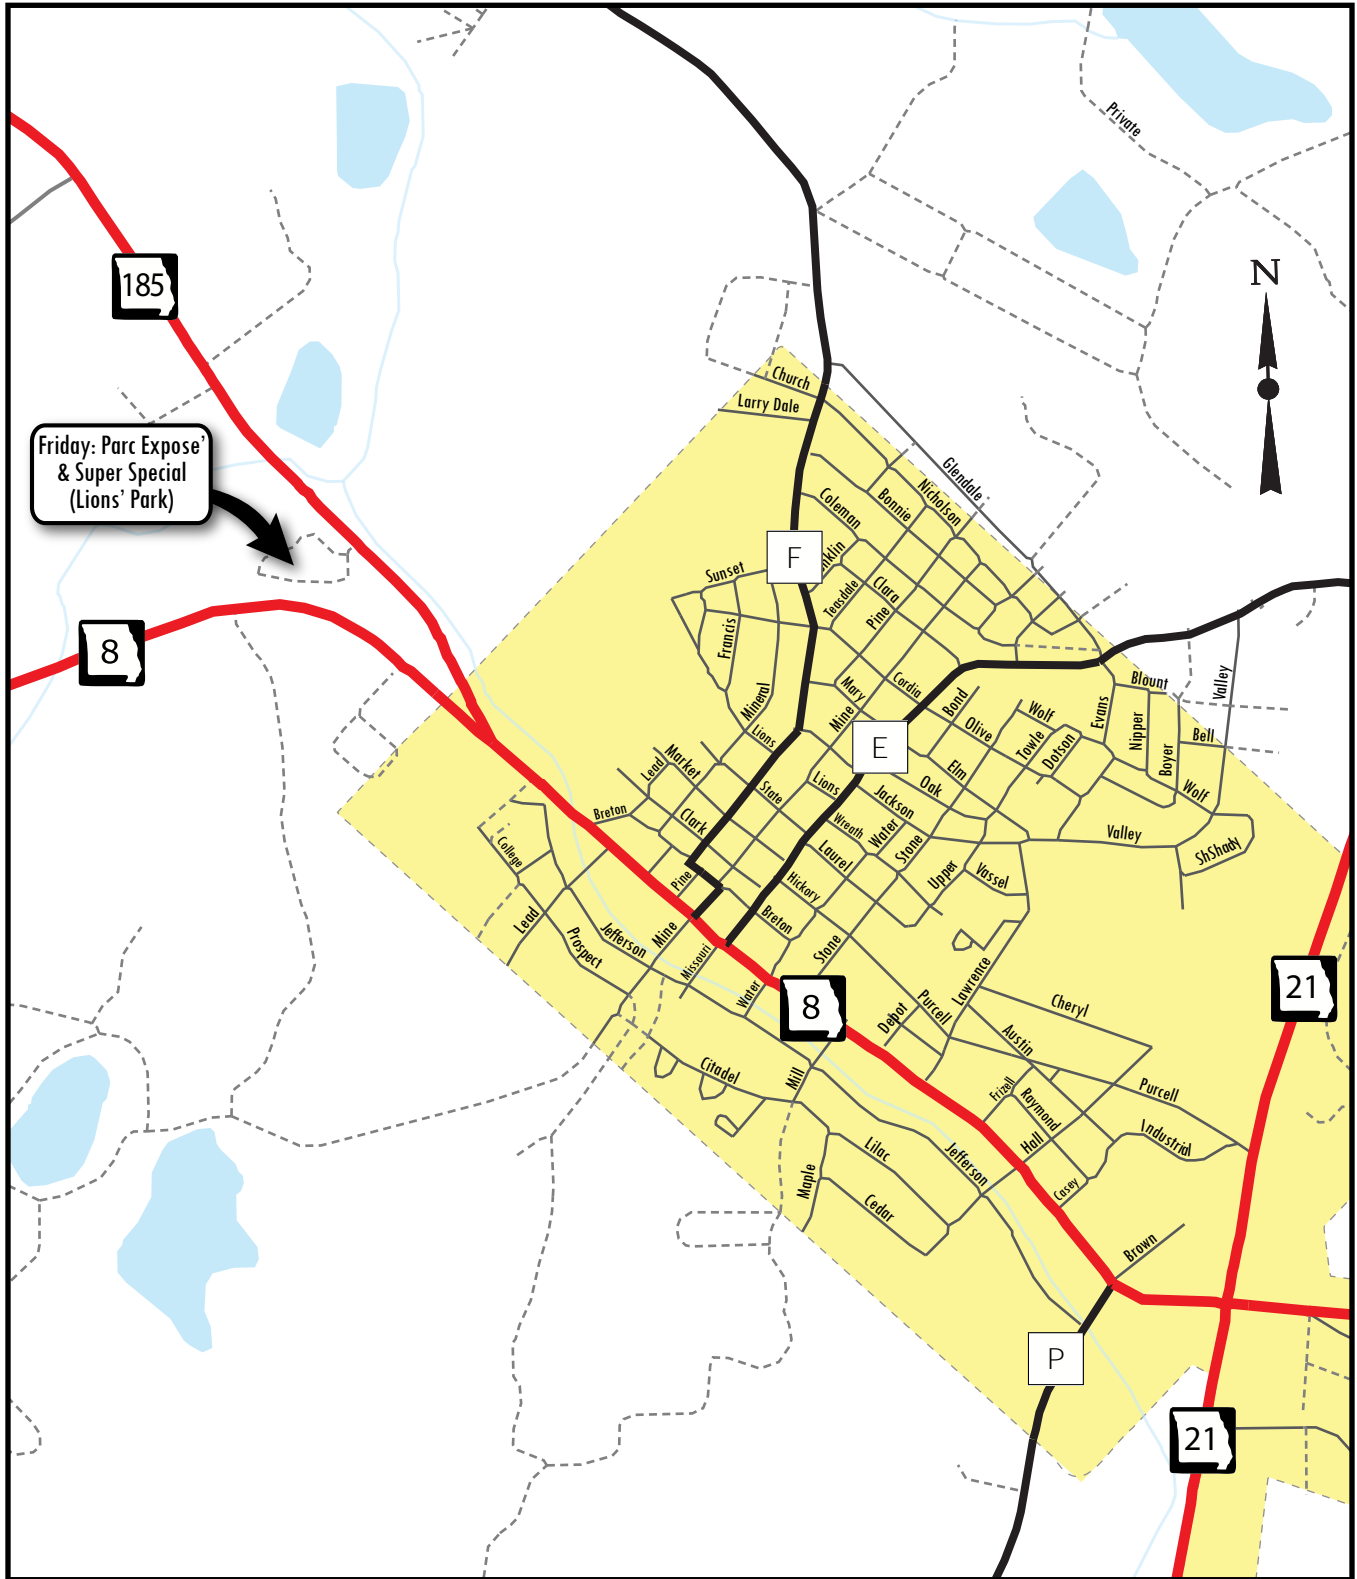 Private
N
185
Church
Larry Dale
Friday: Parc Expose'
& Super Special
(Lions' Park)
Glendale
Nicholson
Bonnie
Coleman
F
Sunset
Teasdale
Clara
Pine
Francis
8
Mary
Cordia
Bond
Blount
Valley
Mineral
Mine
Olive
Wolf
Evans
Nipper
Boyer
Bell
Lions
E
Towle
Dotson
Market
Lead
State
Lions
Elm
Oak
Wolf
Breton
Clark
Jackson
Wreath
Water
Stone
Valley
ShShady
College
Laurel
Pine
Hickory
Upper
Vassel
Lead
Jefferson
Mine
Breton
Prospect
Missouri
Stone
Water
8
Lawrence
Depot
Purcell
Cheryl
21
Austin
Citadel
Mill
Frizell
Raymond
Purcell
Hall
Industrial
Lilac
Jefferson
Maple
Cedar
Casey
Brown
P
21